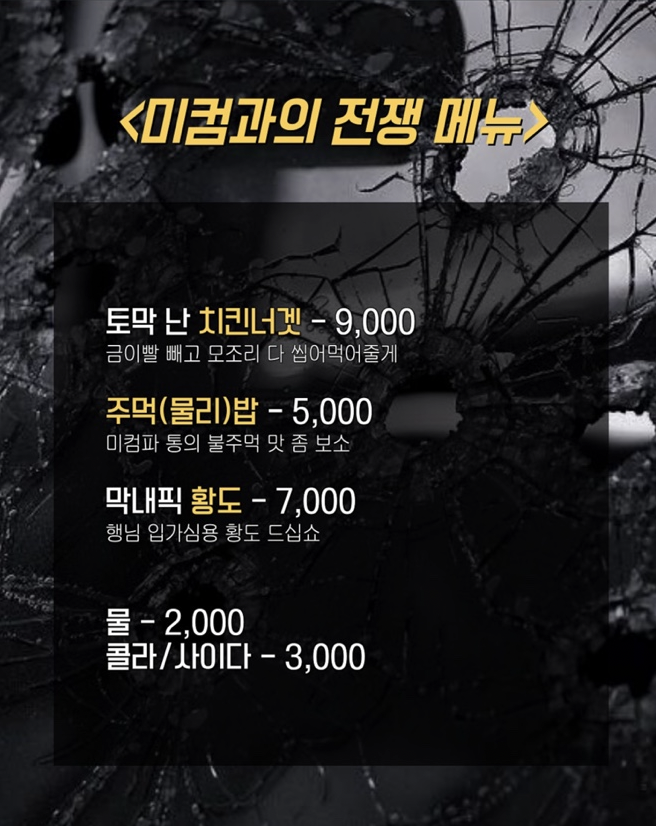 <미컴과의 전쟁 메뉴>
토막 난 치킨너겟 - 9,000
금이빨 빼고 모조리 다 씹어먹어줄게
주먹(물리)밥 - 5,000
미컴파 통의 불주먹 맛 좀 보소
막내픽 황도 - 7,000
행님 입가심용 황도 드십쇼
물 - 2,000
콜라/사이다 - 3,000